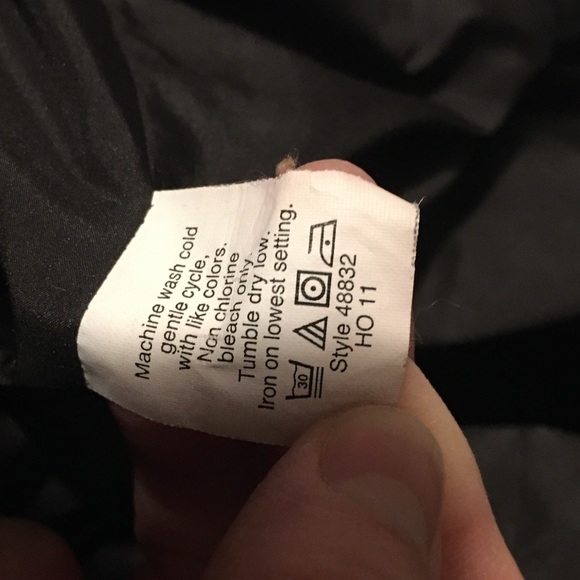 Machine wash cold
gentle cycle,
with like colors.
Non chlorine
bleach only.
Tumble dry low.
Iron on lowest setting.
30
Style 48832
HO 11